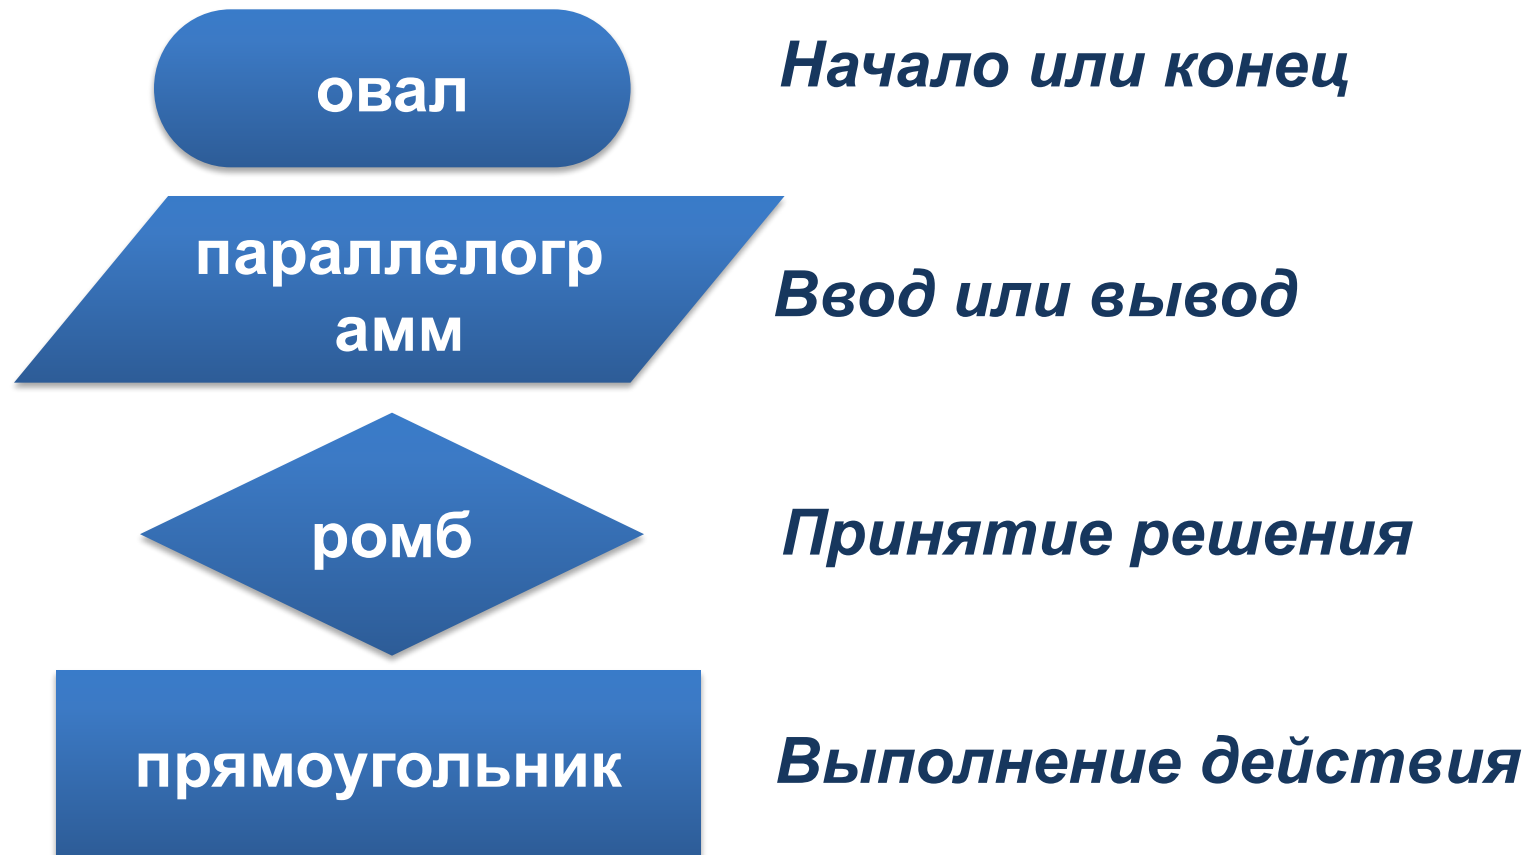 овал
Начало или конец
параллелогр
амм
Ввод или вывод
ромб
Принятие решения
прямоугольник
Выполнение действия